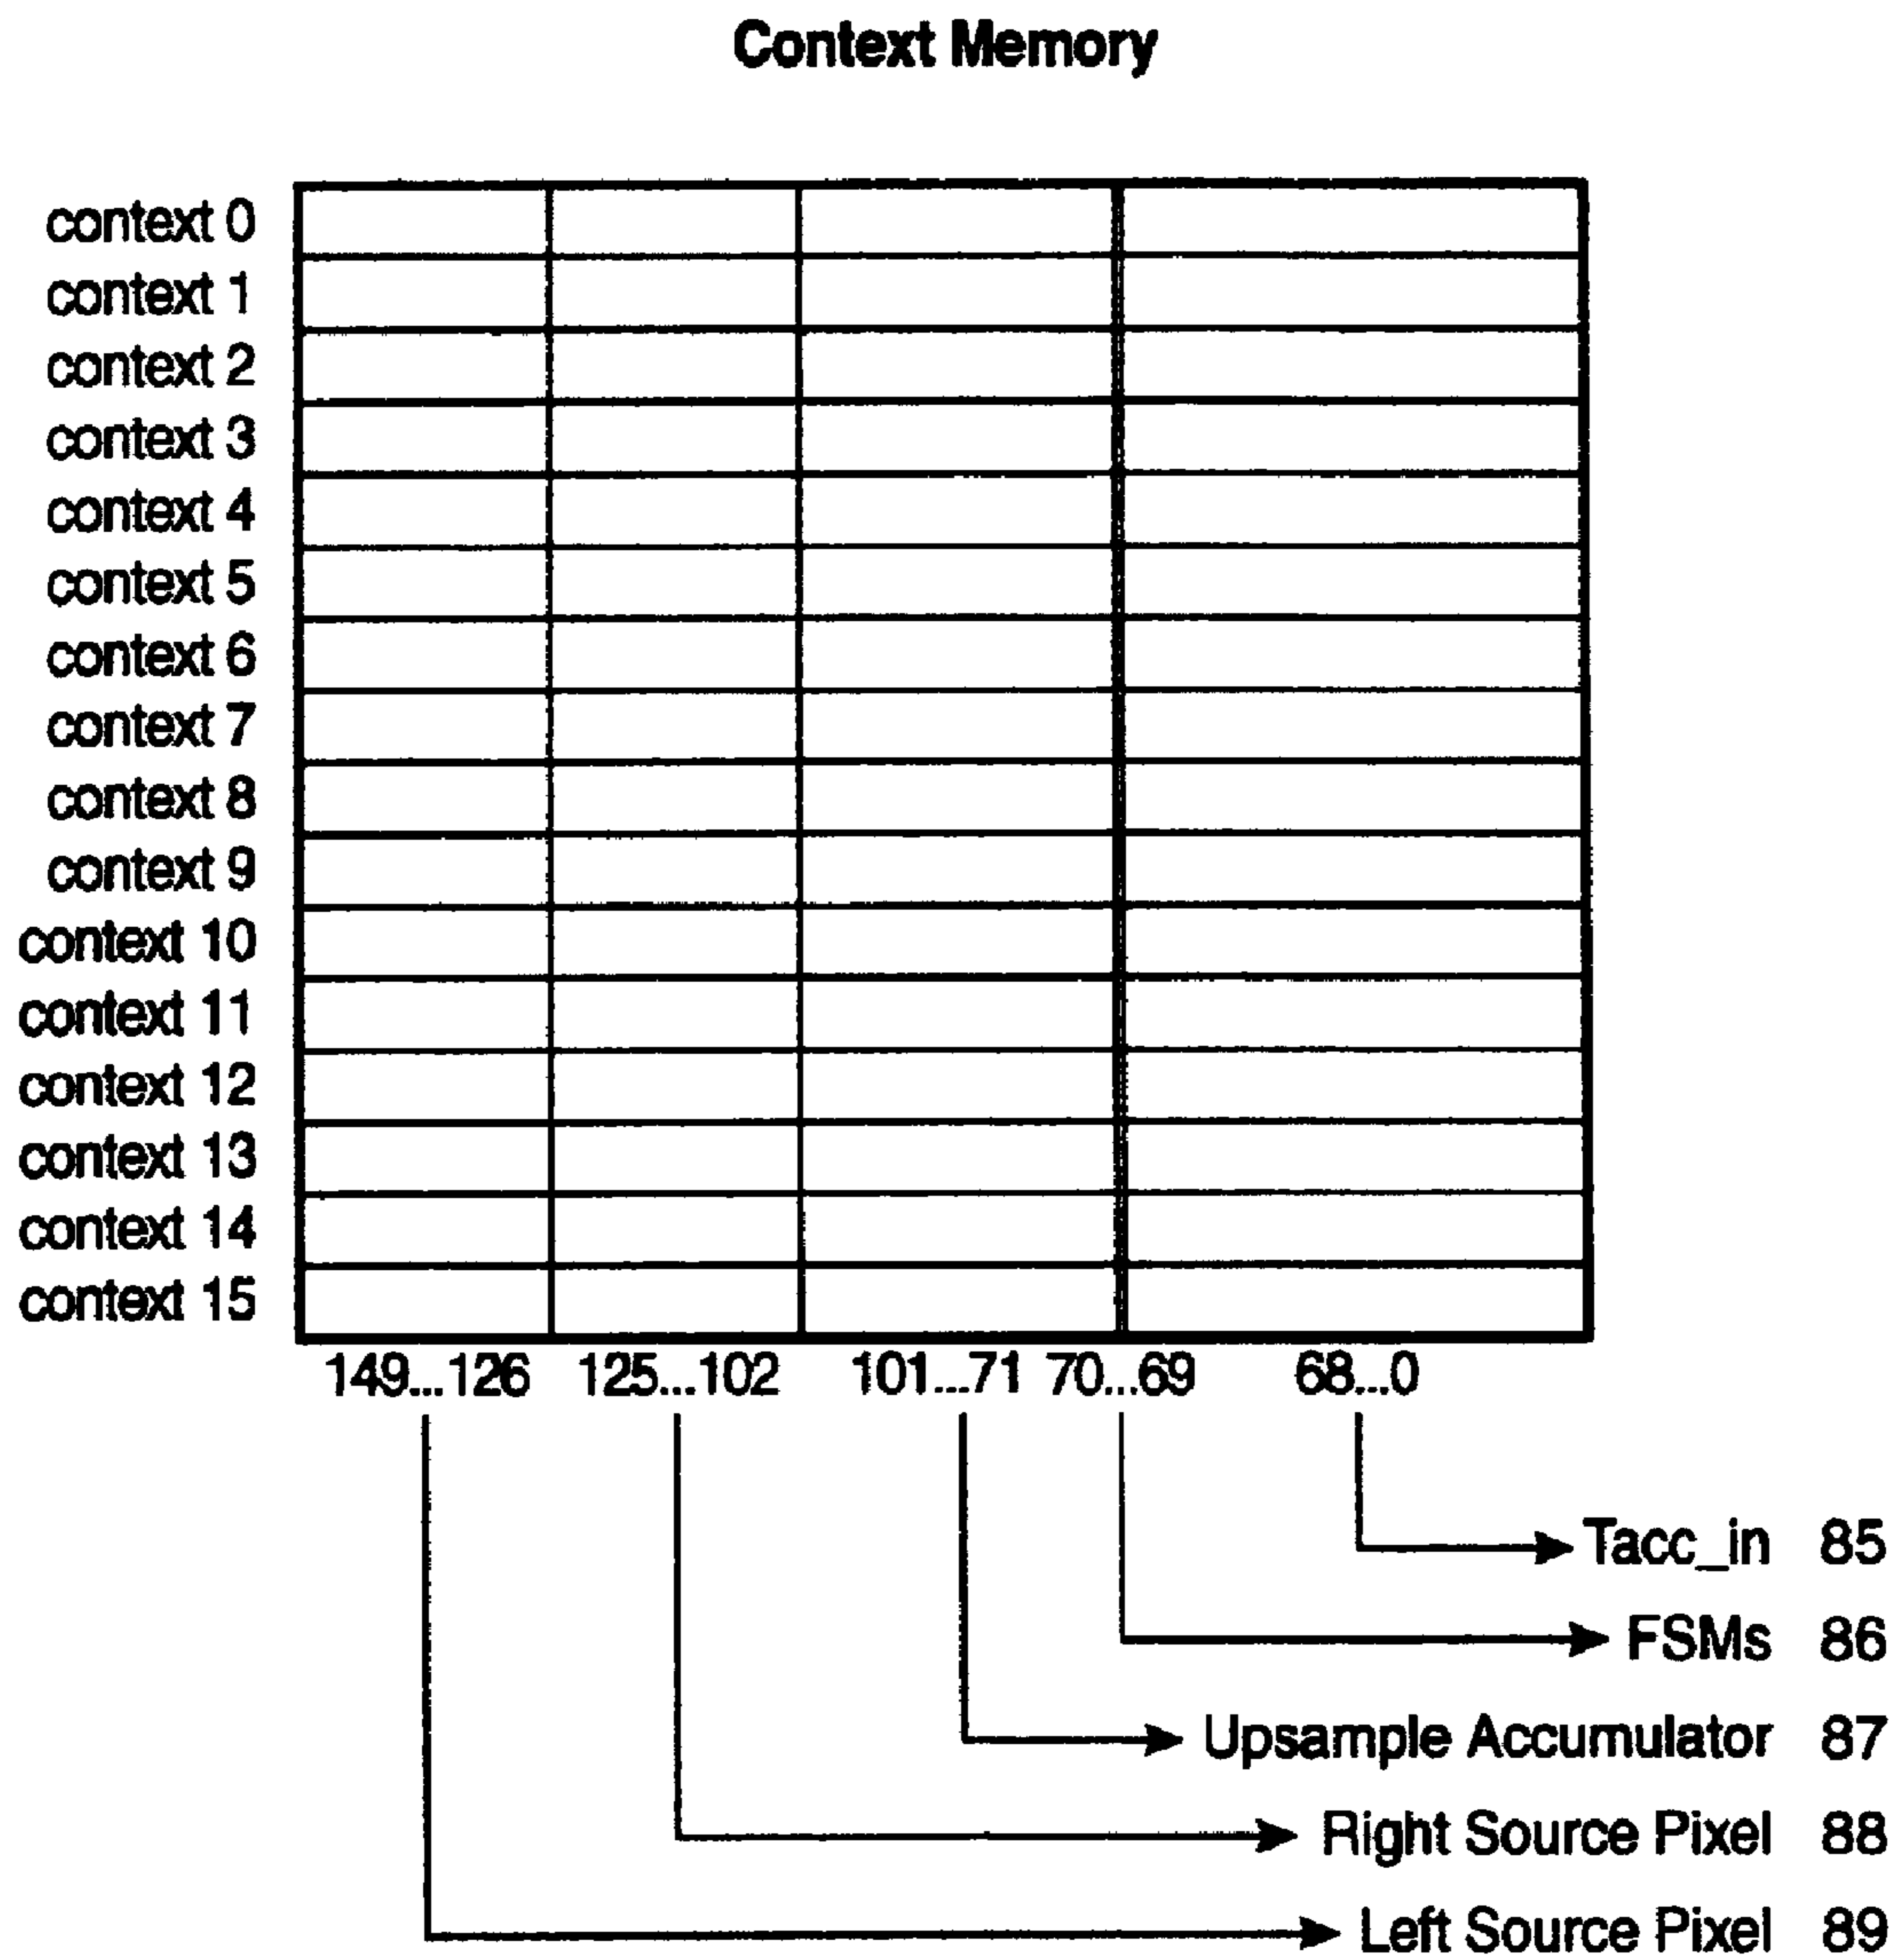 Context Memory
context 0
context 1
context 2
context 3
context 4
context 5
context 6
context 7
context 8
context 9
context 10
context 11
context 12
context 13
context 14
context 15
149...126 125...102 101...71 70...69 68...0
Tacc_in 85
FSMs 86
Upsample Accumulator 87
Right Source Pixel 88
Left Source Pixel 89